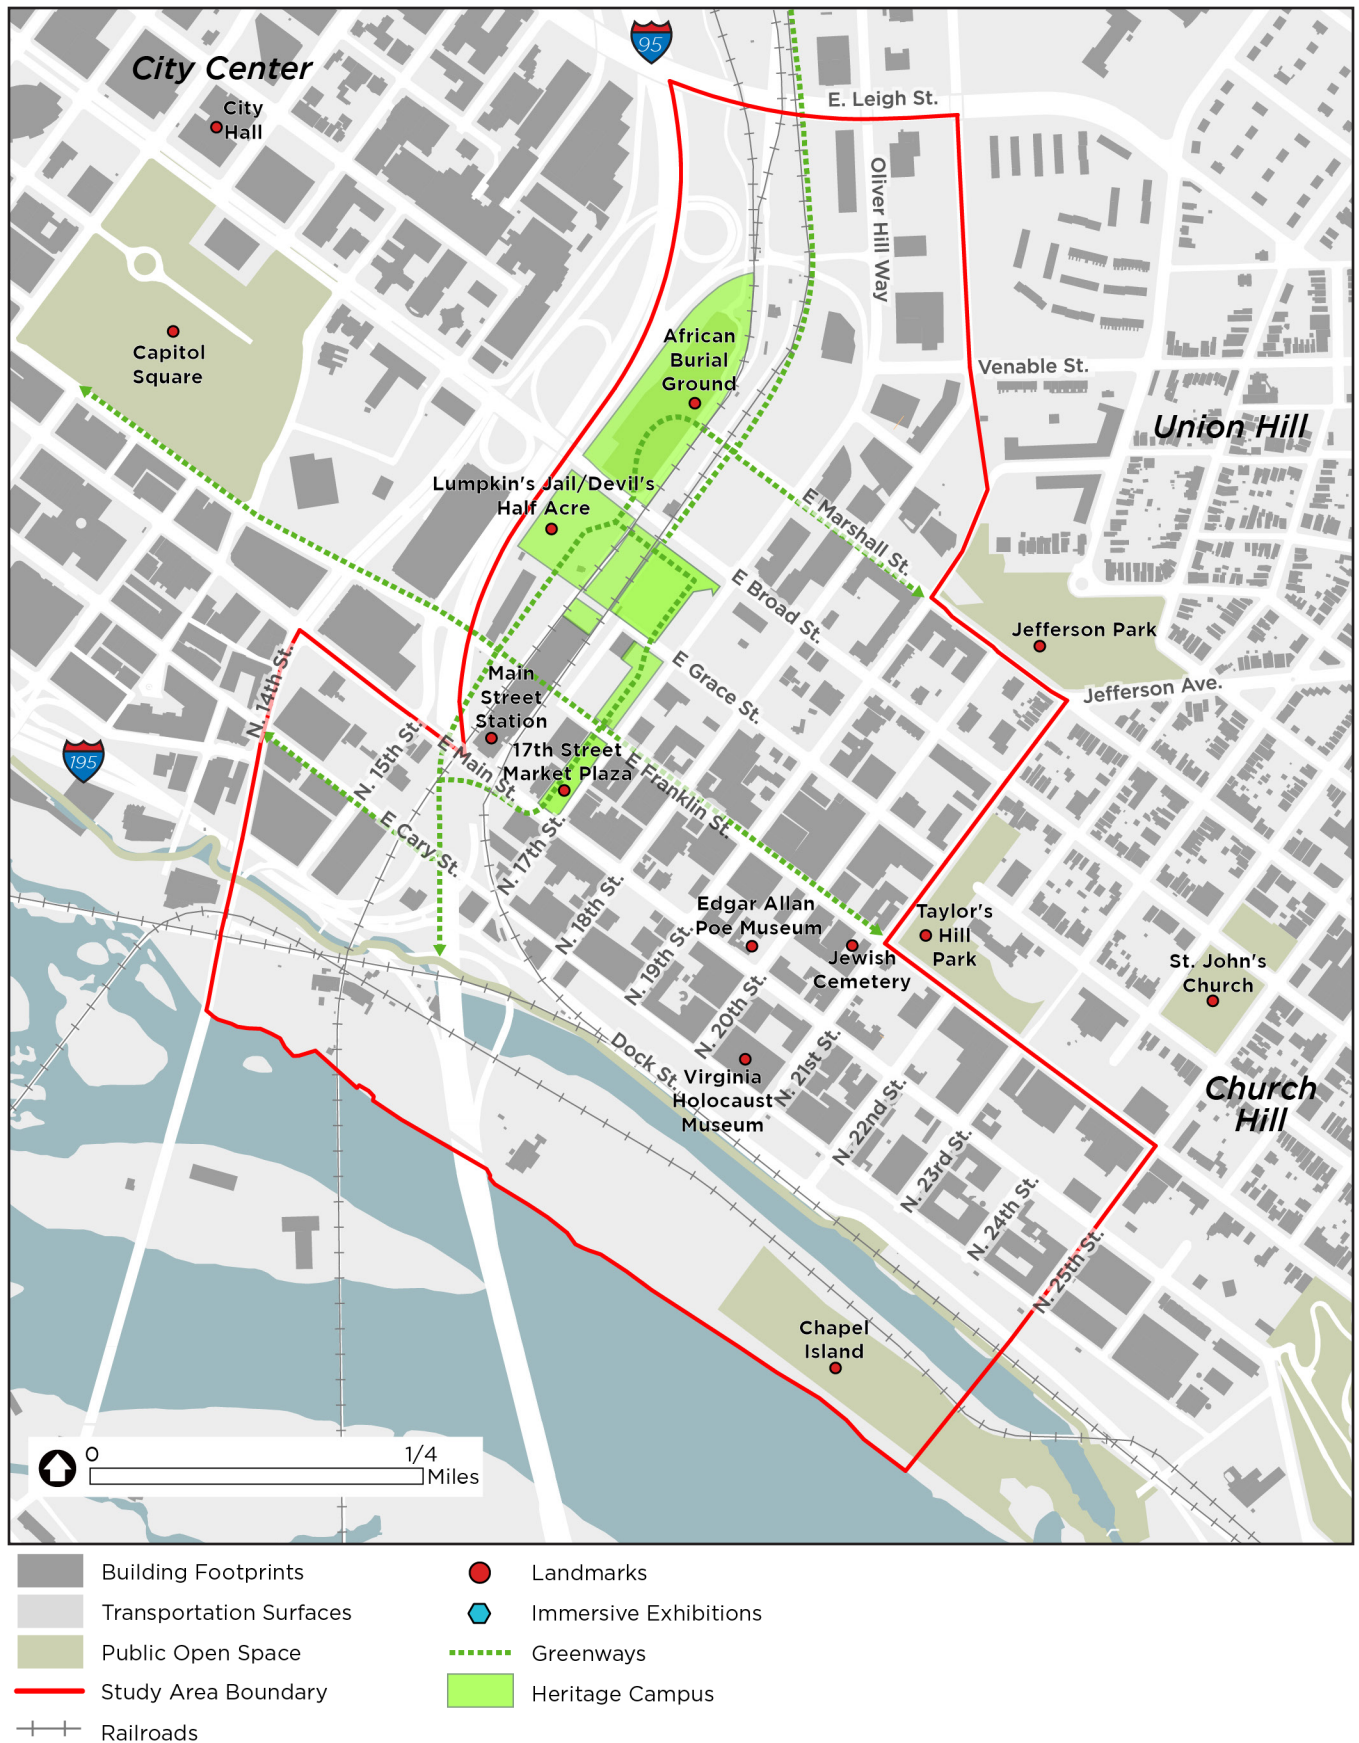 City Center
95
City
Hall
E. Leigh St.
Oliver Hill Way
Capitol
Square
African
Burial
Ground
Venable St.
Union Hill
Lumpkin's Jail/Devil's
Half Acre
E Marshall St.
E Broad St.
Jefferson Park
Jefferson Ave.
E Grace St.
N. 14th St.
Main
Street
Station
N. 15th St.
E Main St.
17th Street
Market Plaza
E Franklin St.
195
E Cary St.
N. 17th St.
N. 18th St.
Edgar Allan
Poe Museum
Taylor's
Hill
Park
Jewish
Cemetery
N. 19th St.
St. John's
Church
N. 20th St.
Dock St.
Virginia
Holocaust
Museum
N. 21st St.
Church
Hill
N. 22nd St.
N. 23rd St.
N. 24th St.
N. 25th St.
Chapel
Island
0
1/4
Miles
Building Footprints
Transportation Surfaces
Public Open Space
Study Area Boundary
Railroads
Landmarks
Immersive Exhibitions
Greenways
Heritage Campus